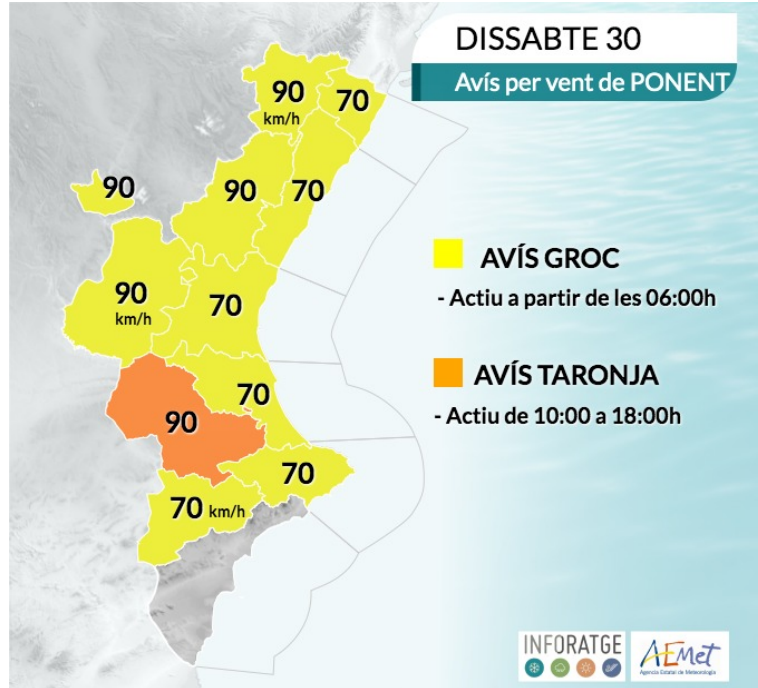 DISSABTE 30
Avís per vent de PONENT
90
km/h
70
90
90
70
90
km/h
70
AVÍS GROC
- Actiu a partir de les 06:00h
AVÍS TARONJA
- Actiu de 10:00 a 18:00h
70
90
70
70 km/h
INFORATGE
AEMet
Agencia Estatal de Meteorología